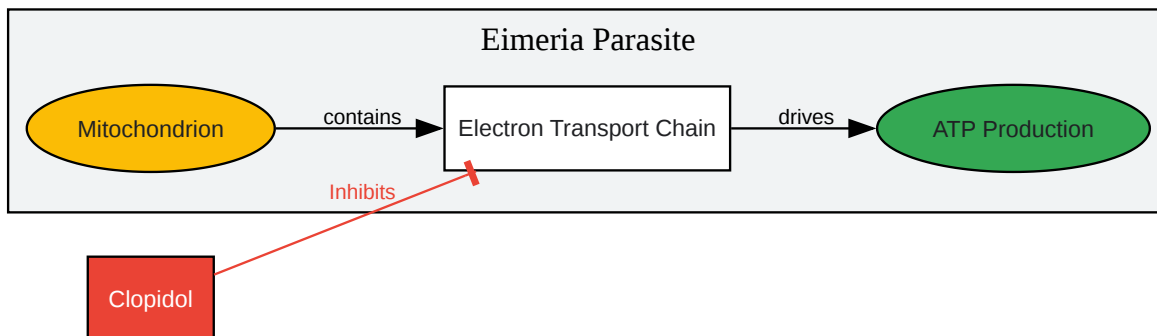 Eimeria Parasite
Mitochondrion
contains
Electron Transport Chain
drives
ATP Production
Inhibits
Clopidol